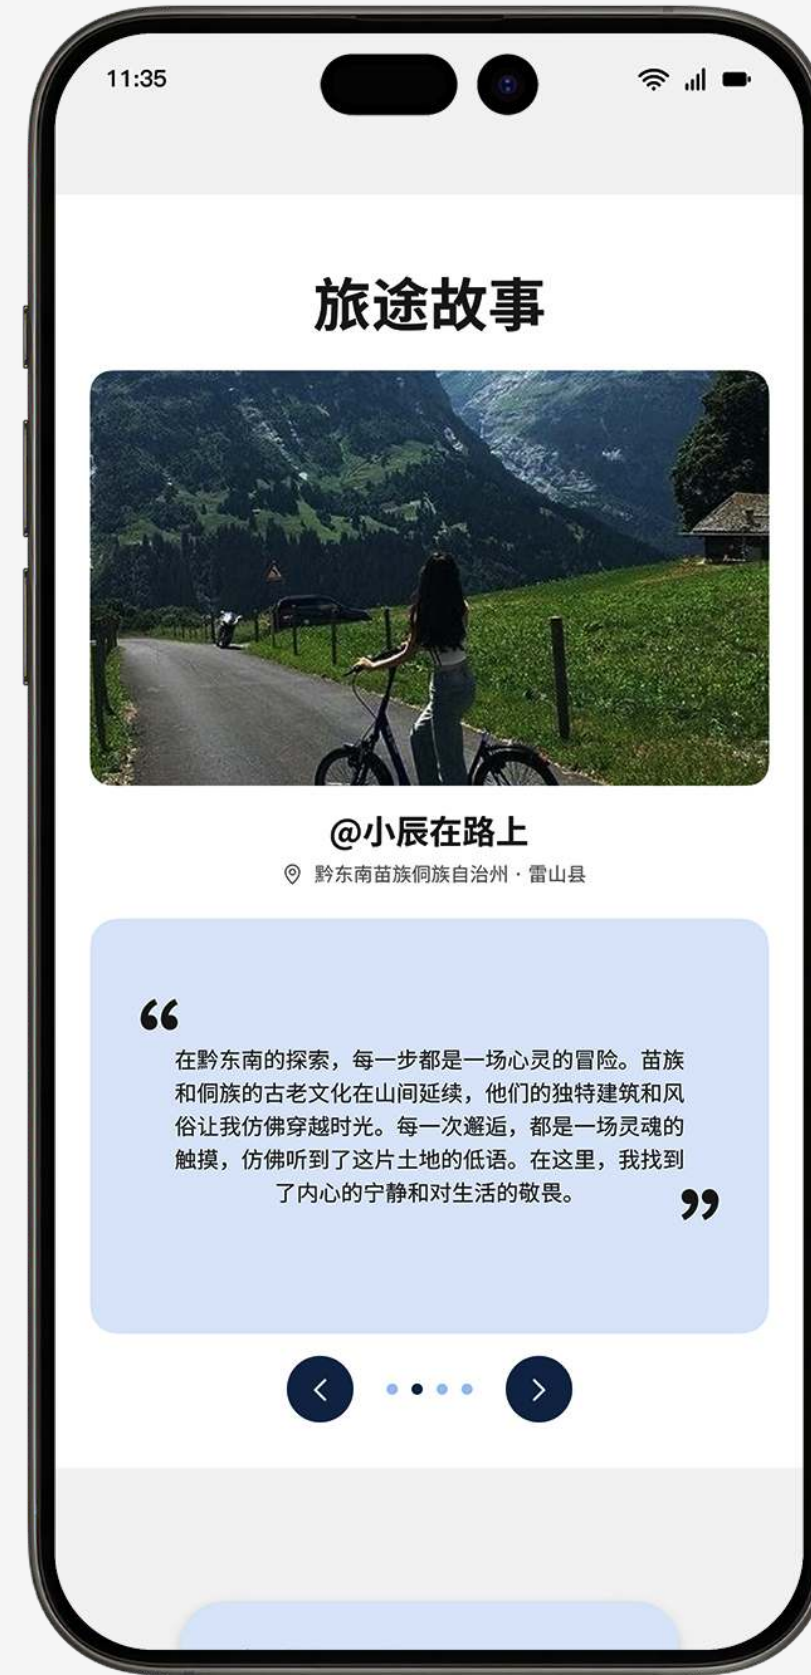 11:35
旅途故事
@小辰在路上
黔东南苗族侗族自治州 · 雷山县
“
在黔东南的探索，每一步都是一场心灵的冒险。苗族
和侗族的古老文化在山间延续，他们的独特建筑和风
俗让我仿佛穿越时光。每一次邂逅，都是一场灵魂的
触摸，仿佛听到了这片土地的低语。在这里，我找到
了内心的宁静和对生活的敬畏。
”